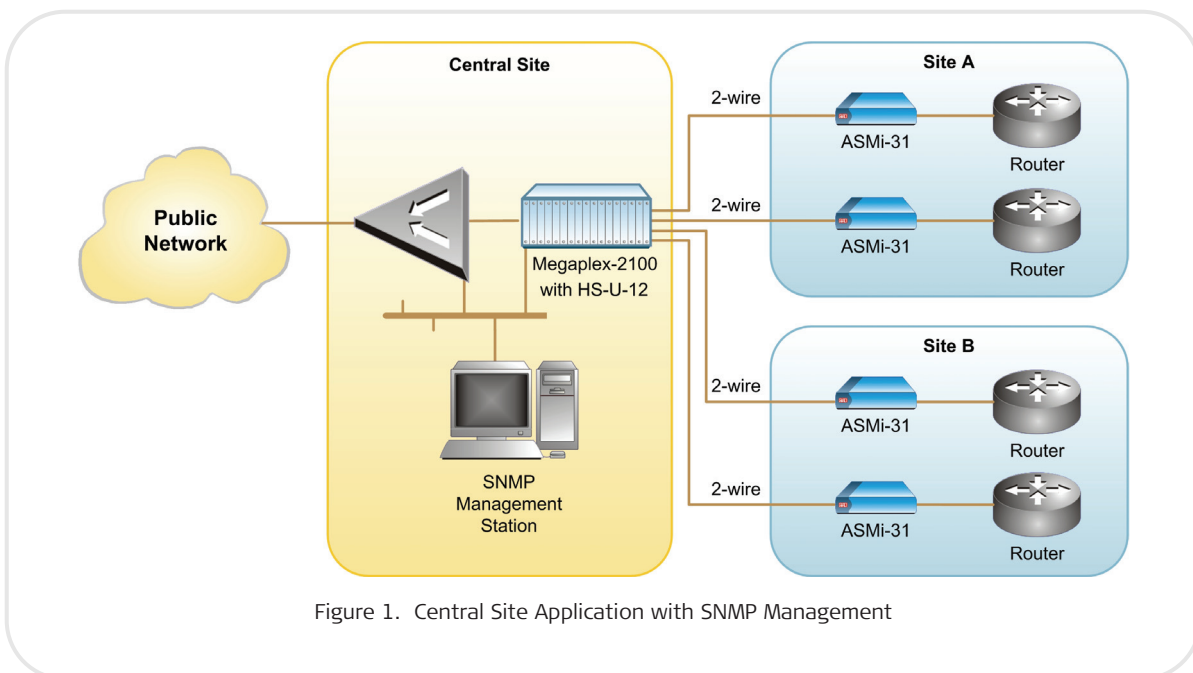 Central Site
Public
Network
Megaplex-2100
with HS-U-12
SNMP
Management
Station
2-wire
2-wire
2-wire
2-wire
Site A
ASMi-31
Router
ASMi-31
Router
Site B
ASMi-31
Router
ASMi-31
Router
Figure 1. Central Site Application with SNMP Management